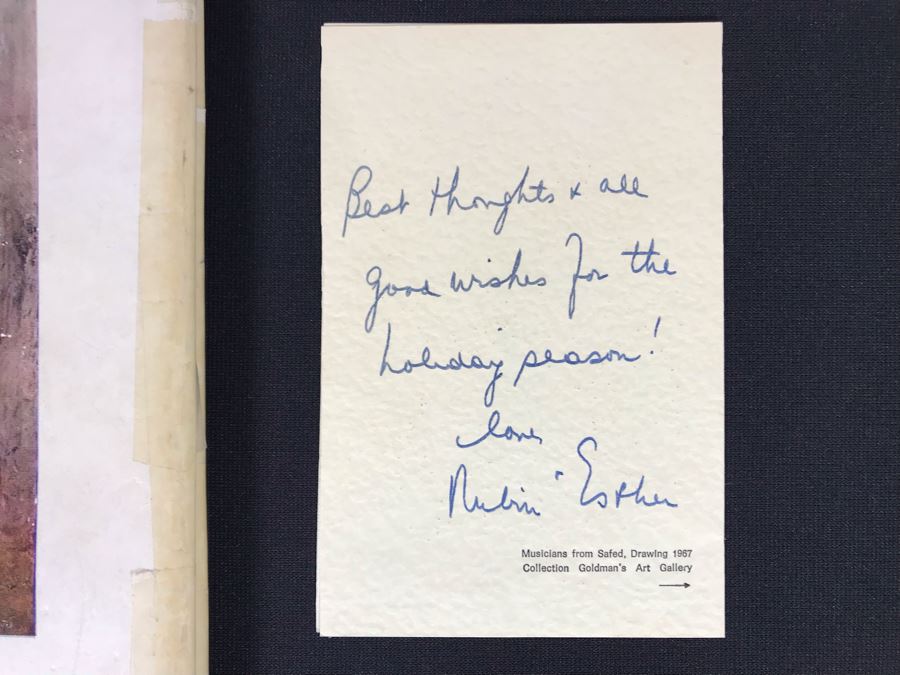 Best thoughts & all
good wishes for the
holiday season!
love
Rubin & Esther
Musicians from Safed, Drawing 1967
Collection Goldman's Art Gallery